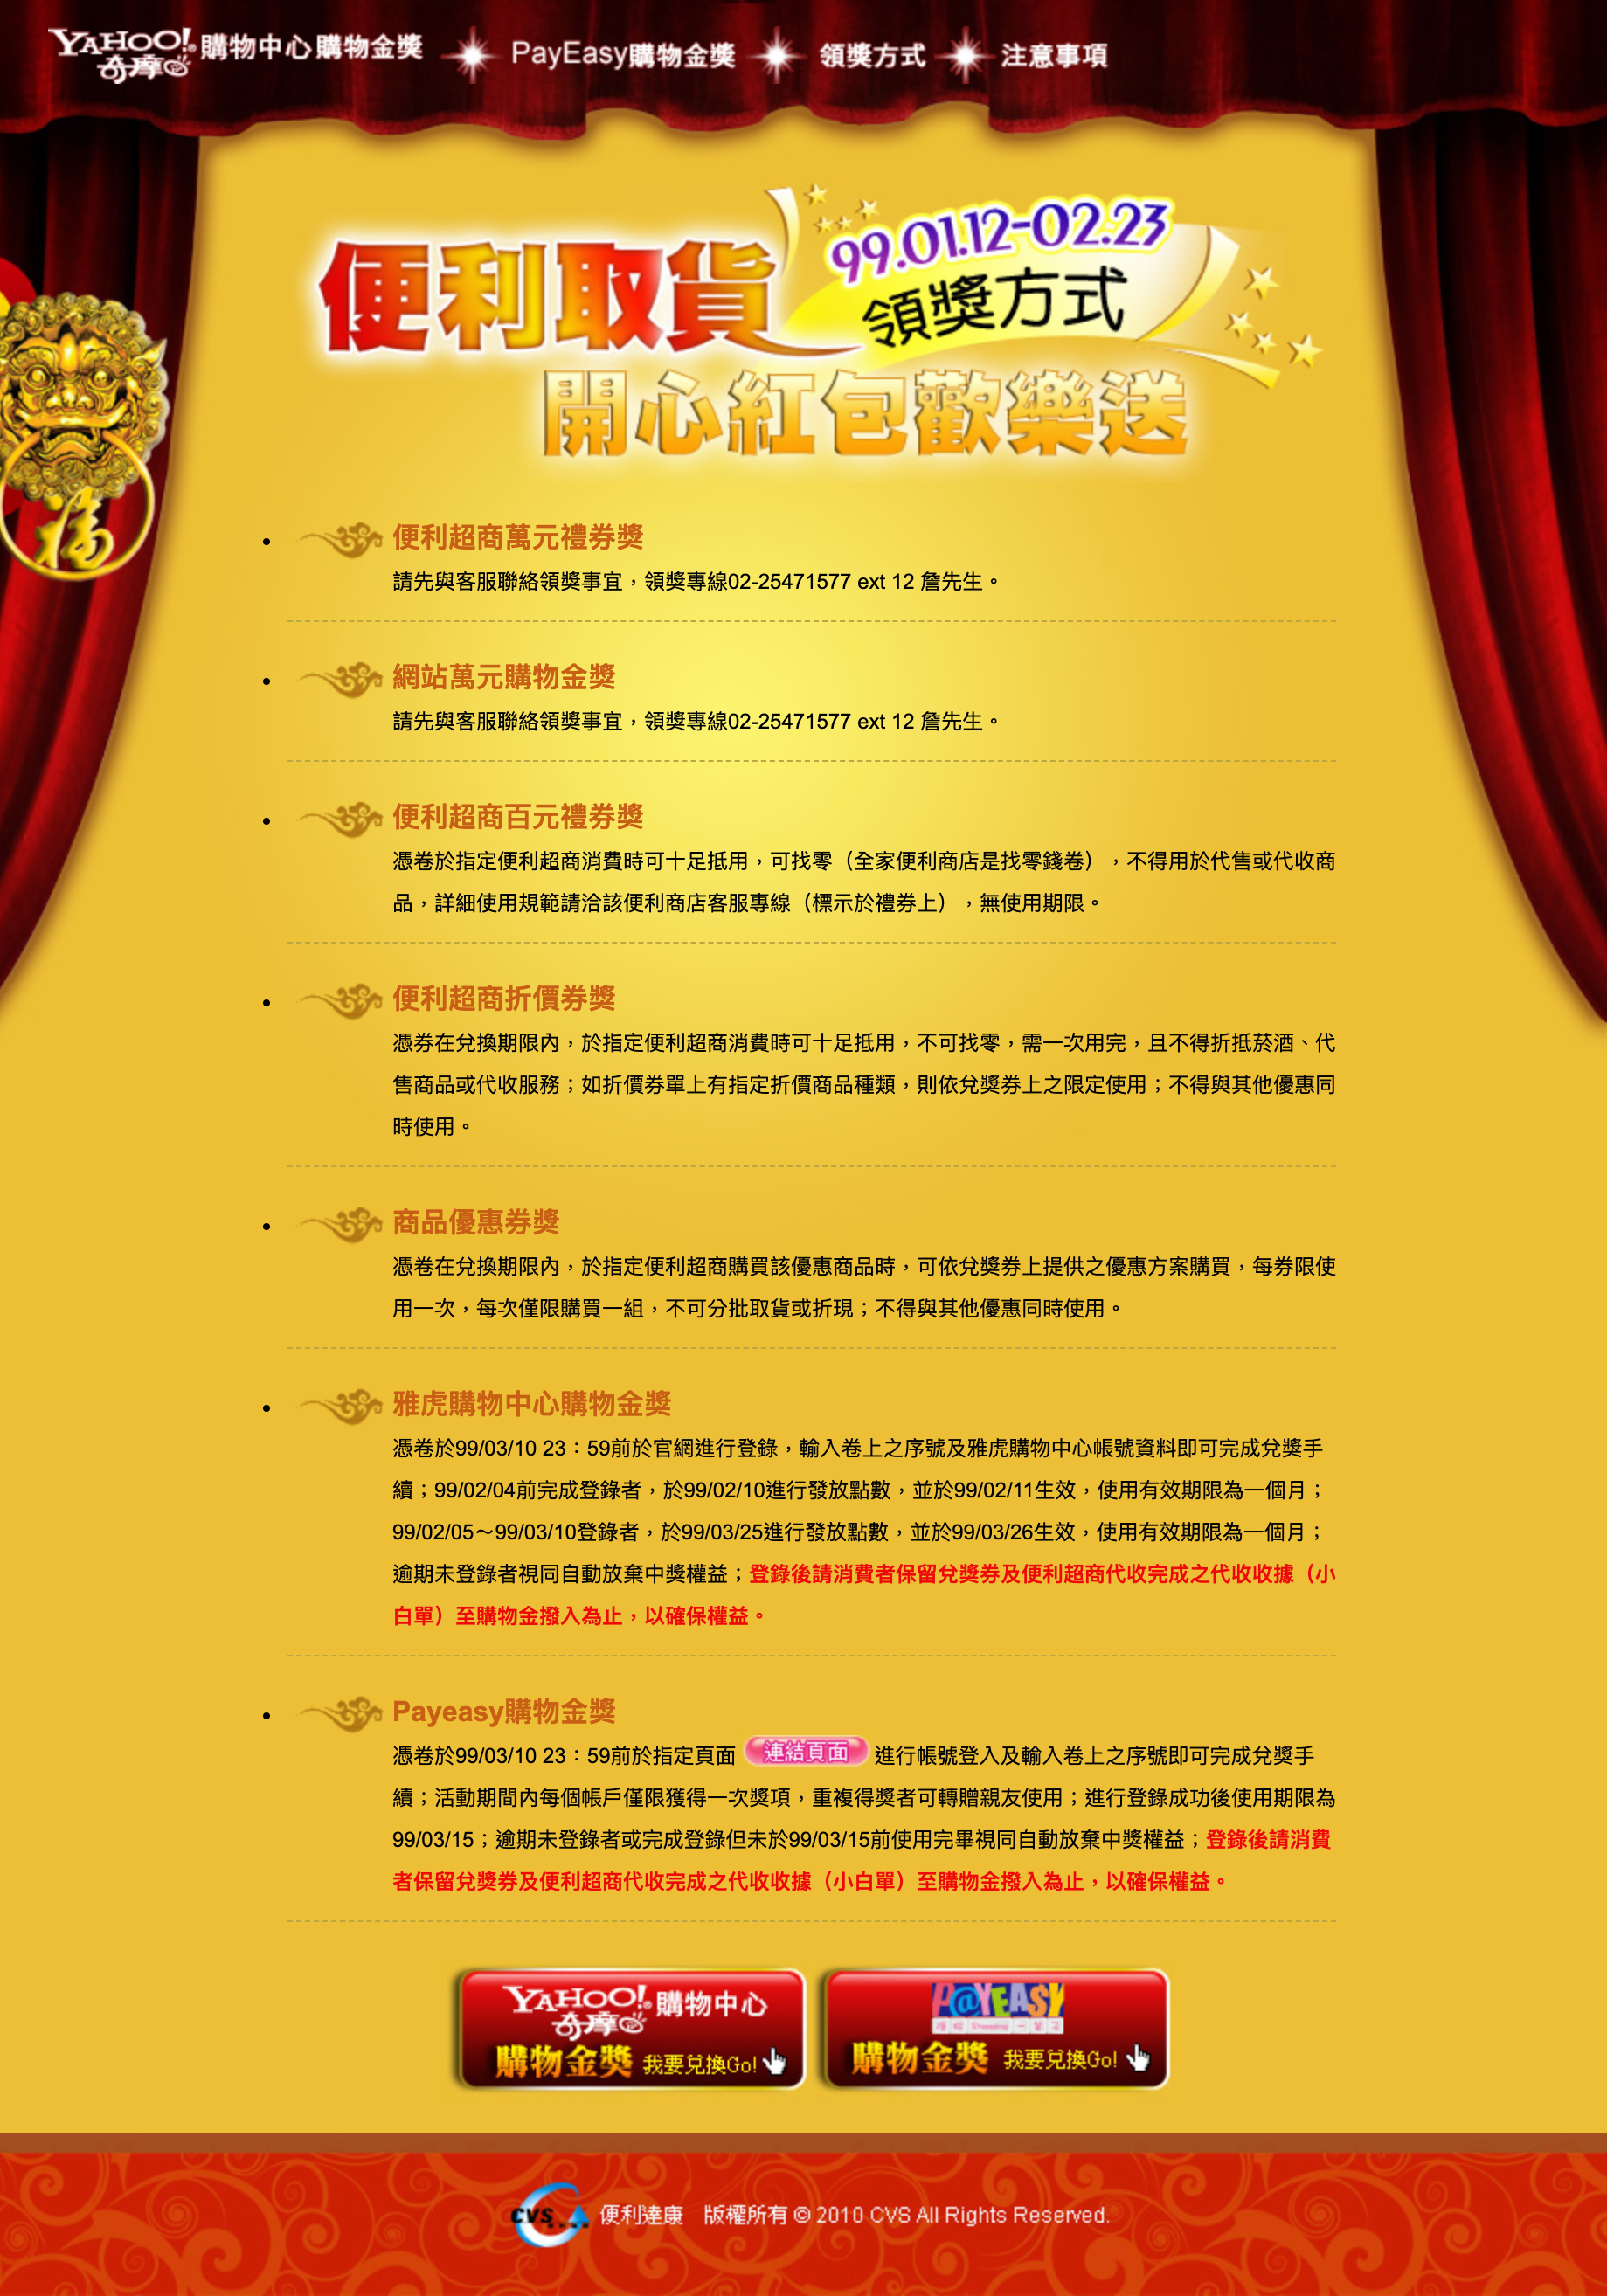 YAHOO!奇摩 購物中心 購物金獎 PayEasy購物金獎 領獎方式 注意事項
99.01.12-02.23
便利取貨 領獎方式
開心紅包歡樂送
福
便利超商萬元禮券獎
請先與客服聯絡領獎事宜，領獎專線02-25471577 ext 12 詹先生。
網站萬元購物金獎
請先與客服聯絡領獎事宜，領獎專線02-25471577 ext 12 詹先生。
便利超商百元禮券獎
憑卷於指定便利超商消費時可十足抵用，可找零（全家便利商店是找零錢卷），不得用於代售或代收商
品，詳細使用規範請洽該便利商店客服專線（標示於禮券上），無使用期限。
便利超商折價券獎
憑券在兌換期限內，於指定便利超商消費時可十足抵用，不可找零，需一次用完，且不得折抵菸酒、代
售商品或代收服務；如折價券單上有指定折價商品種類，則依兌獎券上之限定使用；不得與其他優惠同
時使用。
商品優惠券獎
憑卷在兌換期限內，於指定便利超商購買該優惠商品時，可依兌獎券上提供之優惠方案購買，每券限使
用一次，每次僅限購買一組，不可分批取貨或折現；不得與其他優惠同時使用。
雅虎購物中心購物金獎
憑卷於99/03/10 23：59前於官網進行登錄，輸入卷上之序號及雅虎購物中心帳號資料即可完成兌獎手
續；99/02/04前完成登錄者，於99/02/10進行發放點數，並於99/02/11生效，使用有效期限為一個月；
99/02/05～99/03/10登錄者，於99/03/25進行發放點數，並於99/03/26生效，使用有效期限為一個月；
逾期未登錄者視同自動放棄中獎權益；登錄後請消費者保留兌獎券及便利超商代收完成之代收收據（小
白單）至購物金撥入為止，以確保權益。
Payeasy購物金獎
憑卷於99/03/10 23：59前於指定頁面 連結頁面 進行帳號登入及輸入卷上之序號即可完成兌獎手
續；活動期間內每個帳戶僅限獲得一次獎項，重複得獎者可轉贈親友使用；進行登錄成功後使用期限為
99/03/15；逾期未登錄者或完成登錄但未於99/03/15前使用完畢視同自動放棄中獎權益；登錄後請消費
者保留兌獎券及便利超商代收完成之代收收據（小白單）至購物金撥入為止，以確保權益。
YAHOO!奇摩 購物中心
購物金獎 我要兌換Go!
P@YEASY
購物金獎 我要兌換Go!
CVS 便利達康 版權所有 © 2010 CVS All Rights Reserved.